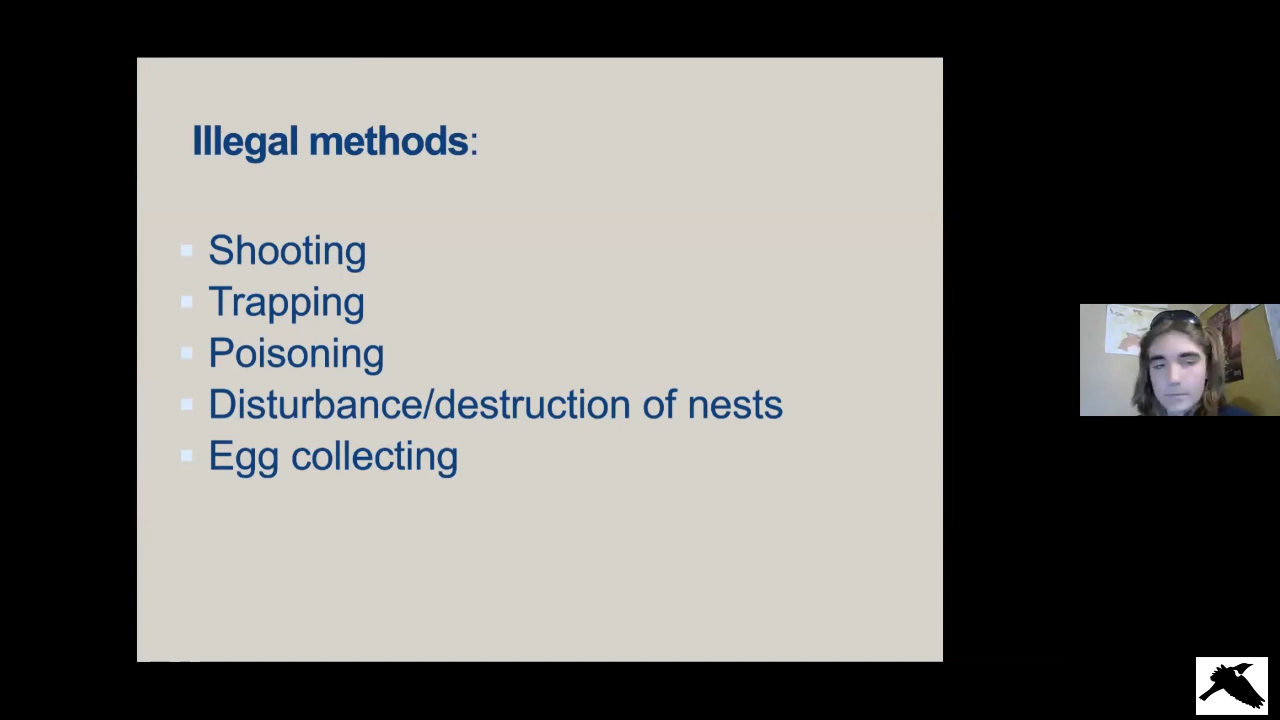 Illegal methods:
Shooting
Trapping
Poisoning
Disturbance/destruction of nests
Egg collecting